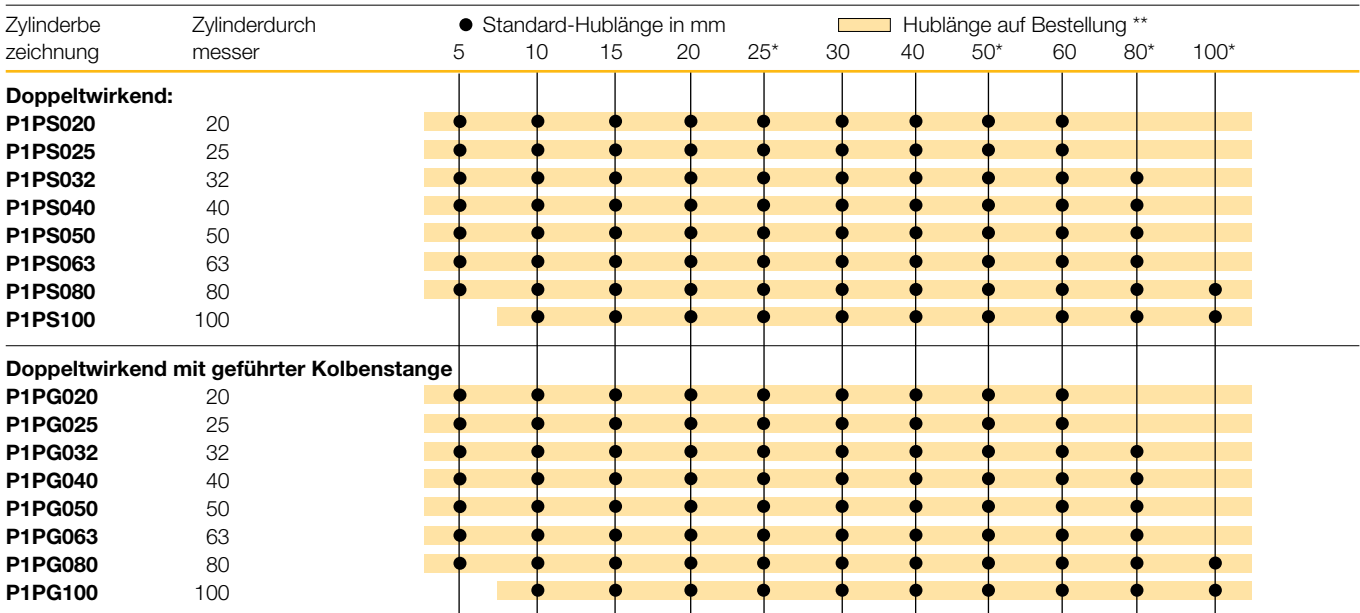 Zylinderbe Zylinderdurch ● Standard-Hublänge in mm Hublänge auf Bestellung **
zeichnung messer 5 10 15 20 25* 30 40 50* 60 80* 100*
Doppeltwirkend:
P1PS020 20
P1PS025 25
P1PS032 32
P1PS040 40
P1PS050 50
P1PS063 63
P1PS080 80
P1PS100 100
Doppeltwirkend mit geführter Kolbenstange
P1PG020 20
P1PG025 25
P1PG032 32
P1PG040 40
P1PG050 50
P1PG063 63
P1PG080 80
P1PG100 100